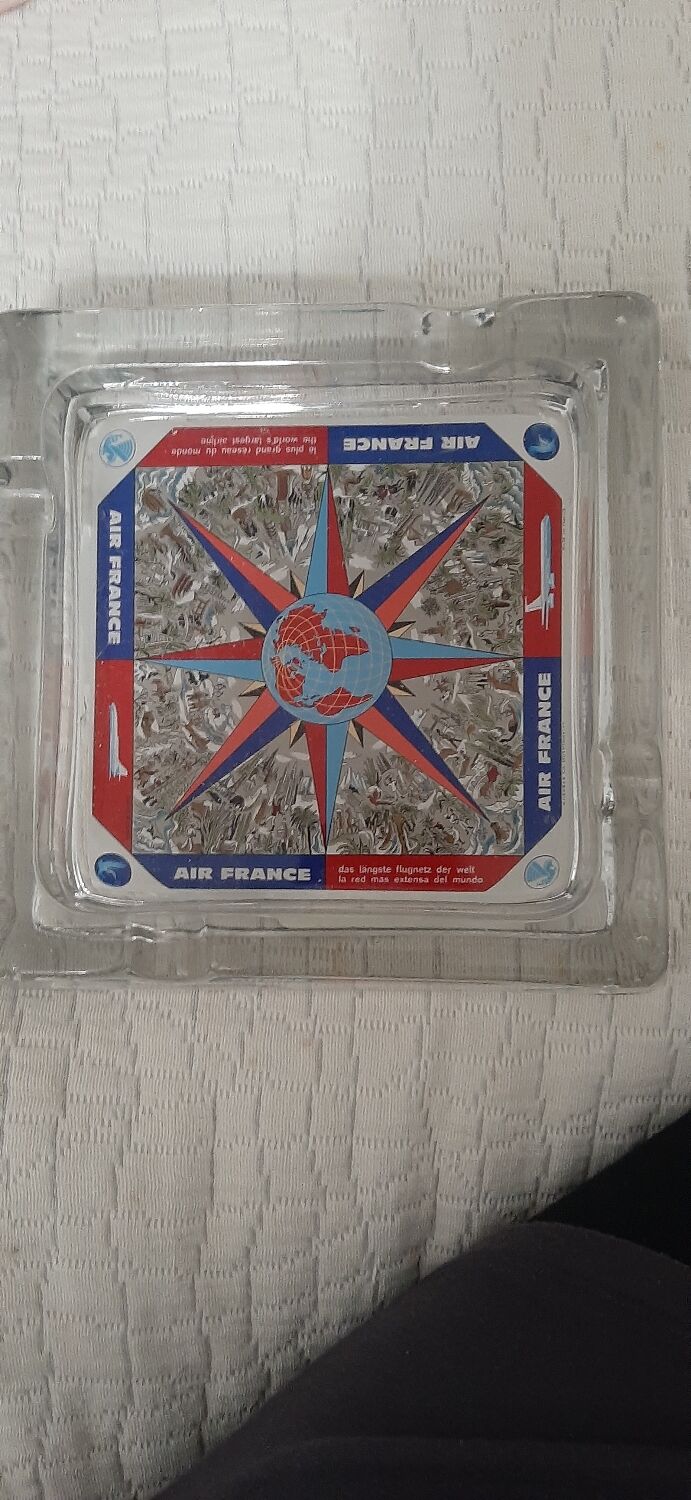 AIR FRANCE
le plus grand réseau du monde
the world's largest airline
AIR FRANCE
AIR FRANCE
AIR FRANCE
das längste flugnetz der welt
la red mas extensa del mundo